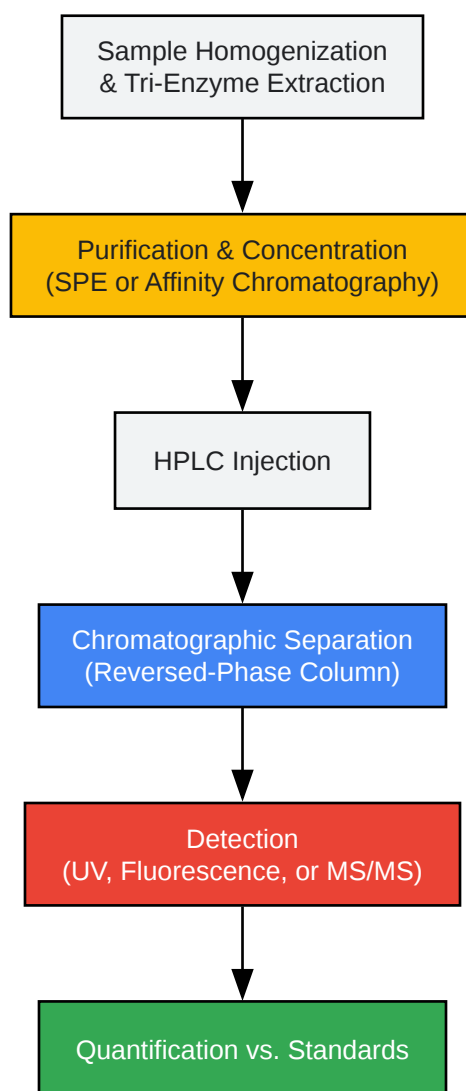 Sample Homogenization
& Tri-Enzyme Extraction
Purification & Concentration
(SPE or Affinity Chromatography)
HPLC Injection
Chromatographic Separation
(Reversed-Phase Column)
Detection
(UV, Fluorescence, or MS/MS)
Quantification vs. Standards